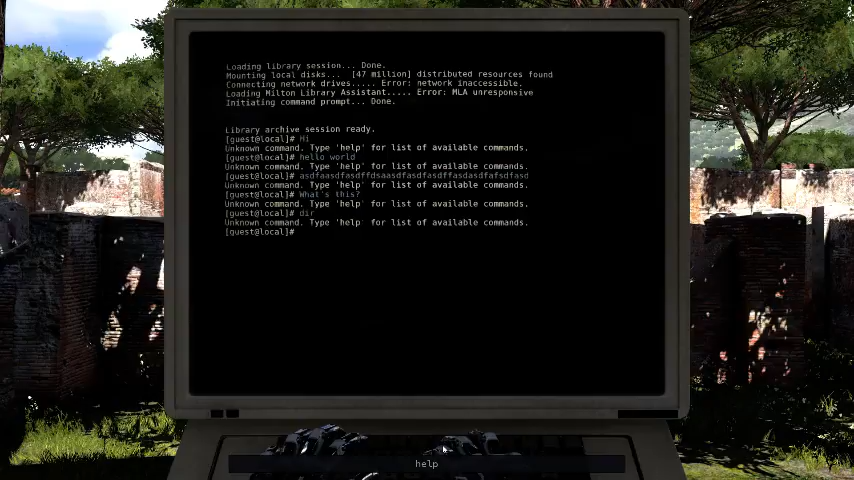 Loading library session... Done.
Mounting local disks... [47 million] distributed resources found
Connecting network drives..... Error: network inaccessible.
Loading Milton Library Assistant..... Error: MLA unresponsive
Initiating command prompt... Done.
Library archive session ready.
[guest@local]# Hi
Unknown command. Type 'help' for list of available commands.
[guest@local]# hello world
Unknown command. Type 'help' for list of available commands.
[guest@local]# asdfaasdfasdffdsaasdfasdfasdffasdasdfafsdfasd
Unknown command. Type 'help' for list of available commands.
[guest@local]# What's this?
Unknown command. Type 'help' for list of available commands.
[guest@local]# dir
Unknown command. Type 'help' for list of available commands.
[guest@local]#
help